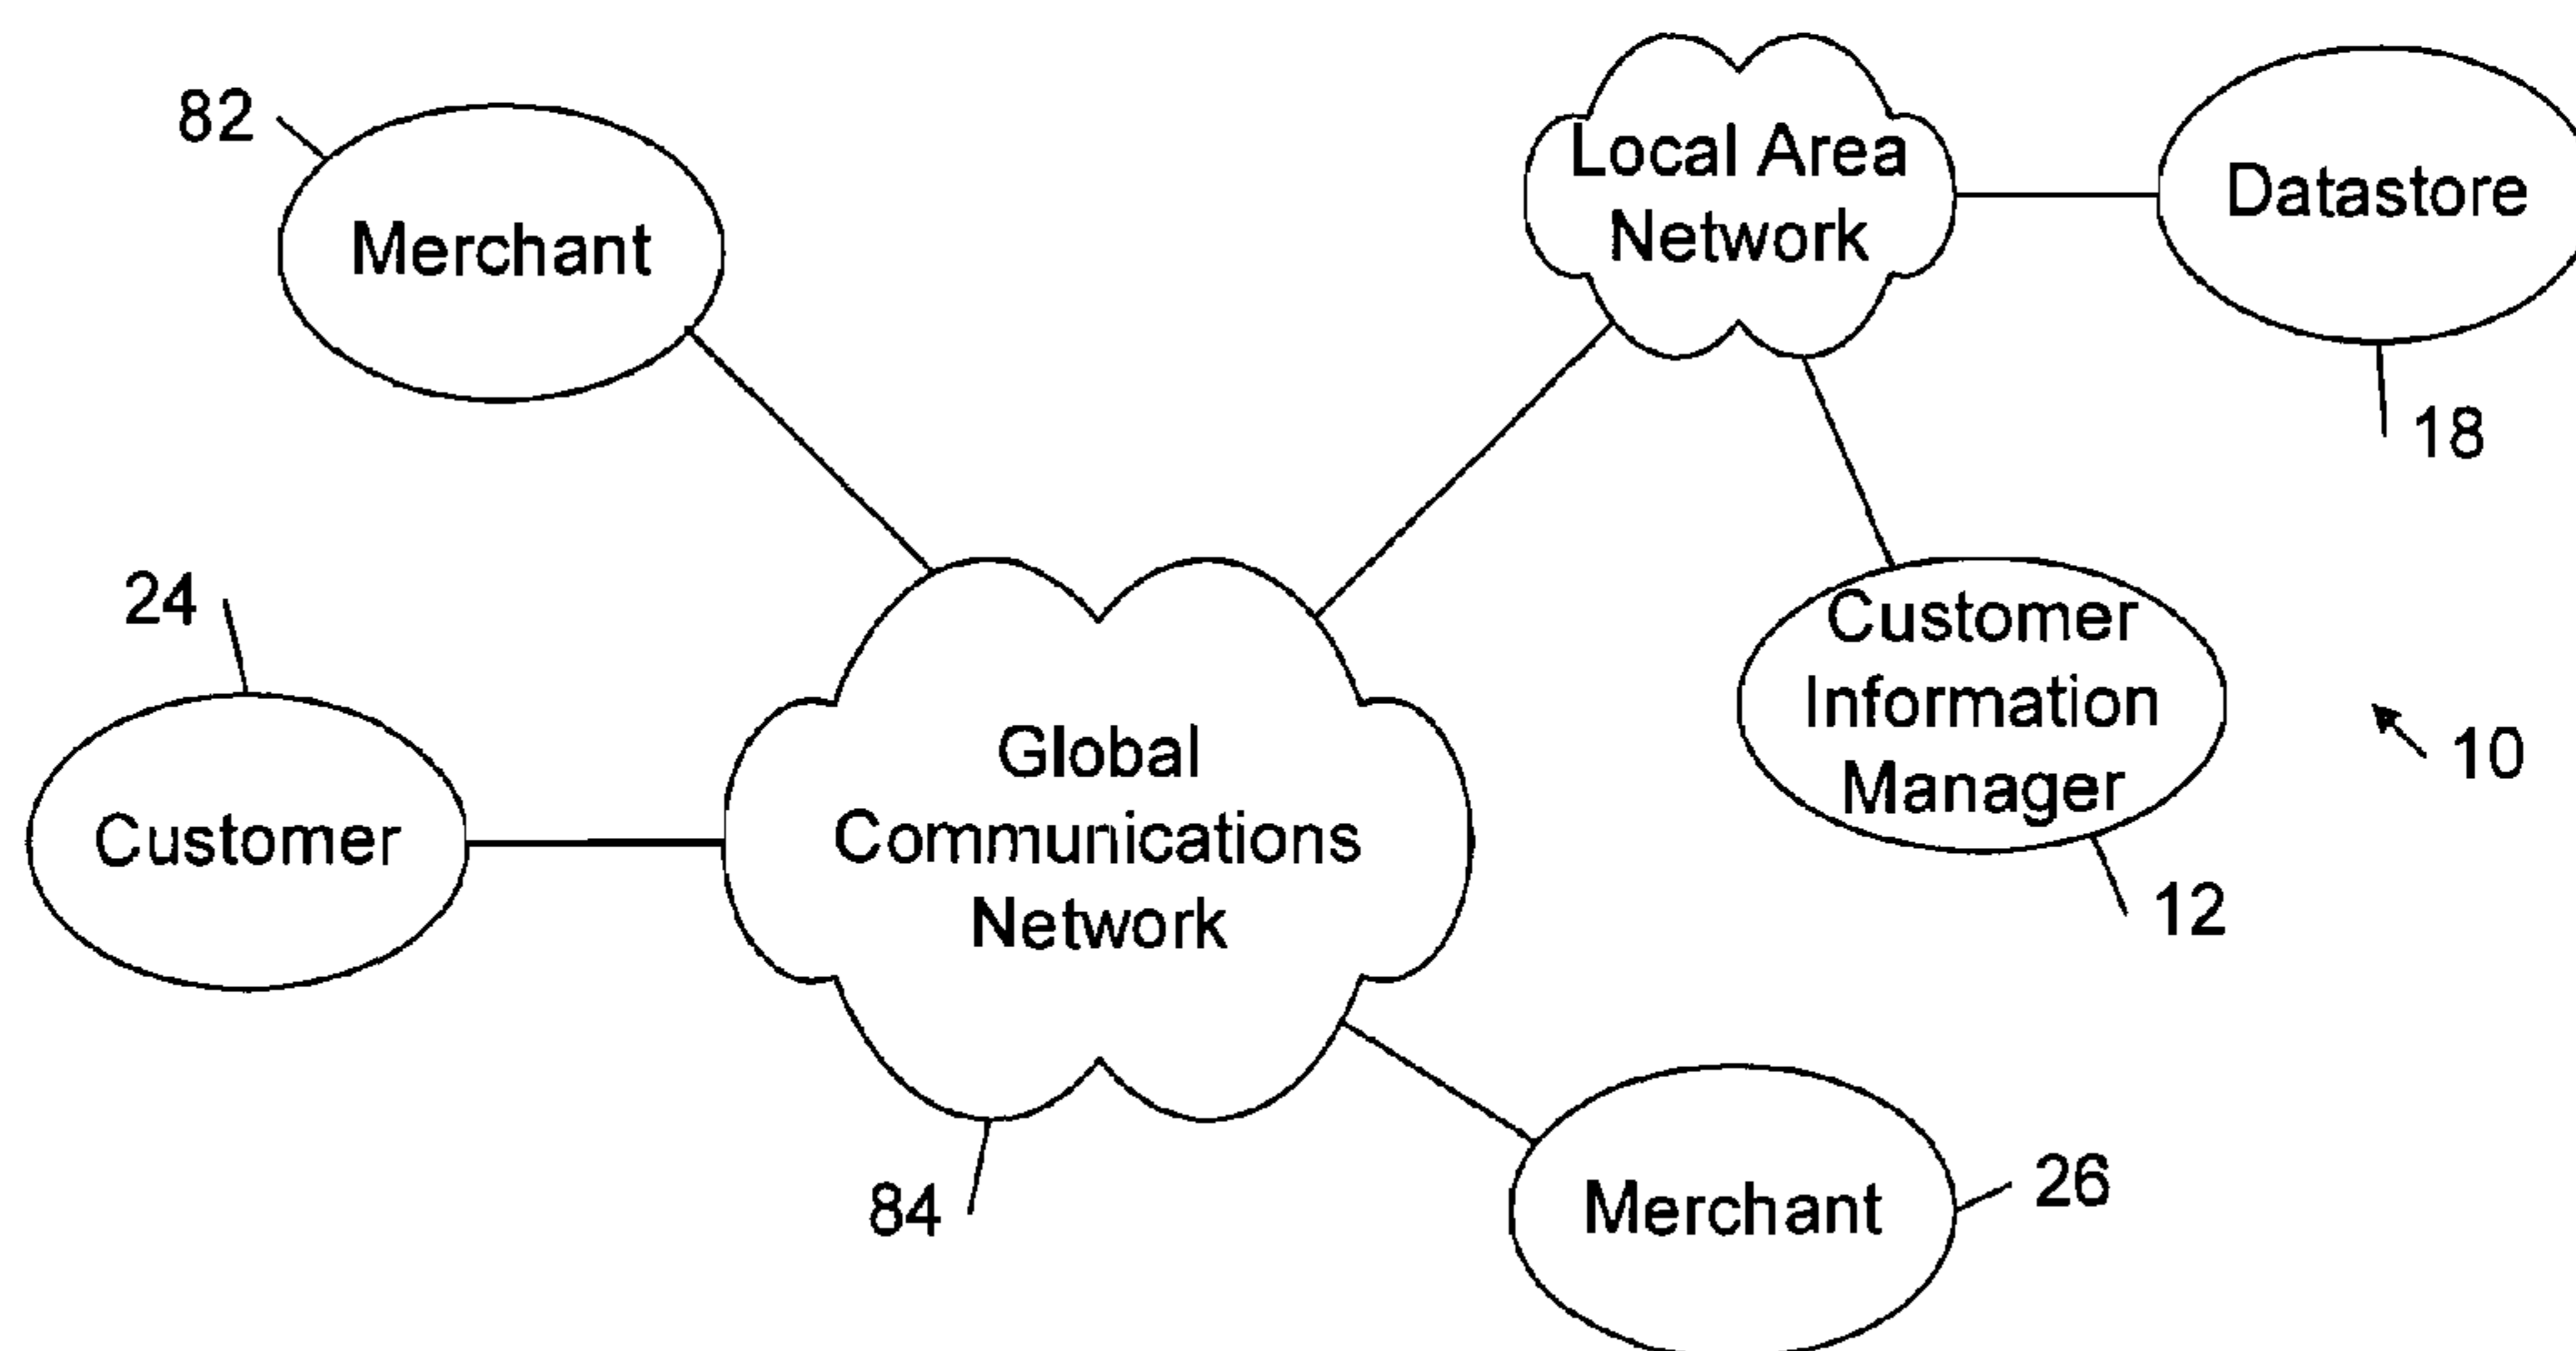 82
Merchant
Local Area
Network
Datastore
18
24
Customer
Global
Communications
Network
Customer
Information
Manager
10
12
84
Merchant
26